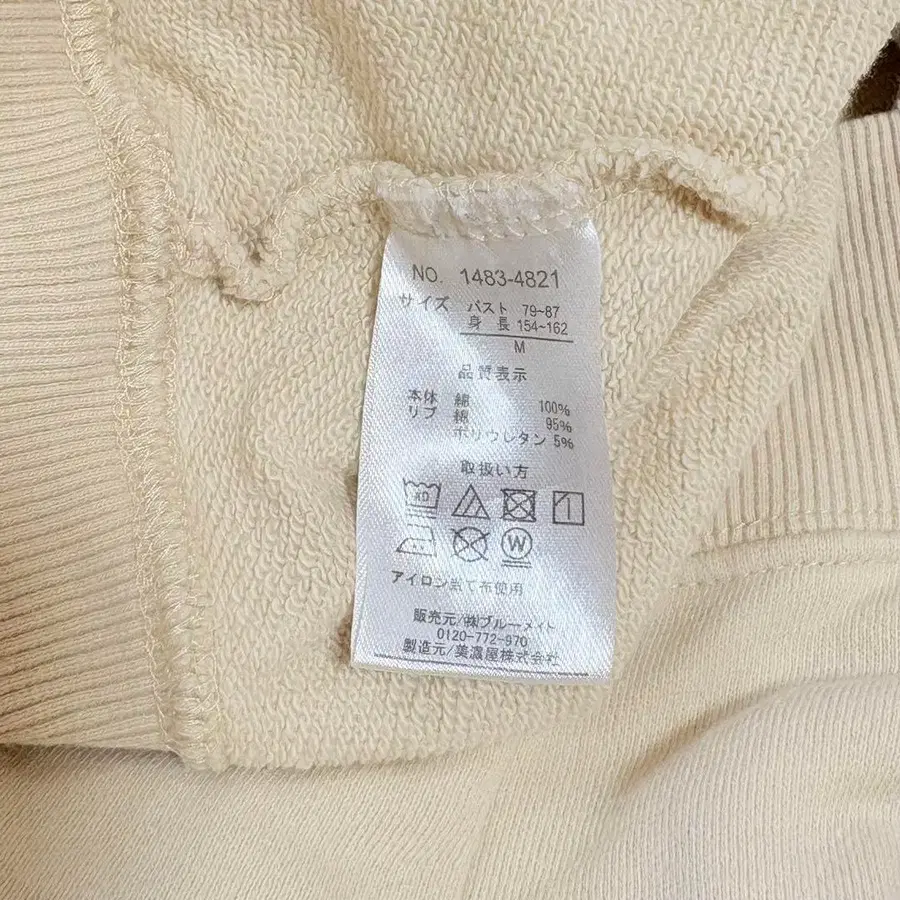 NO. 1483-4821
サイズ バスト 79~87
身長 154~162
M
品質表示
本体 綿 100%
リブ 綿 95%
ポリウレタン 5%
取扱い方
W
アイロン当て布使用
販売元/㈱ブルーメイト
0120-772-970
製造元/美濃屋株式会社